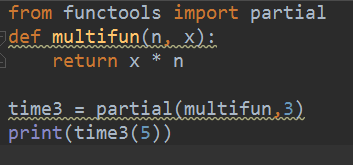 from functools import partial
def multifun(n, x):
    return x * n
time3 = partial(multifun,3)
print(time3(5))